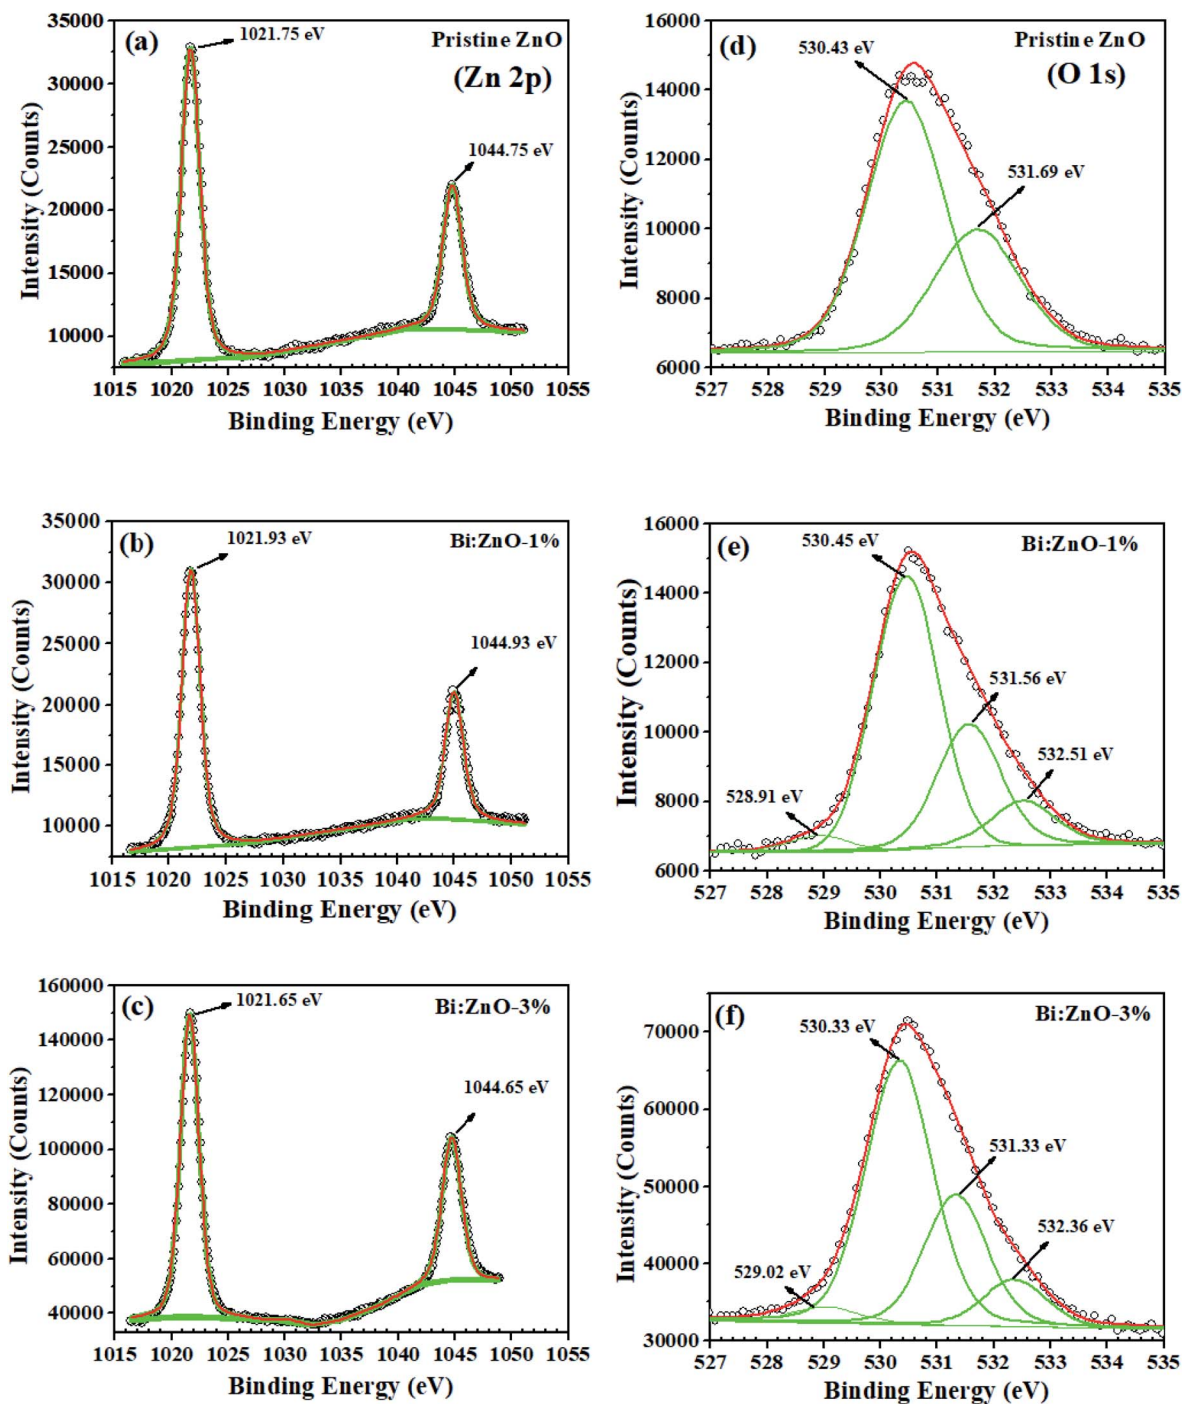 (a)
1021.75 eV
Pristine ZnO
(Zn 2p)
1044.75 eV
35000
30000
25000
20000
15000
10000
Intensity (Counts)
1015 1020 1025 1030 1035 1040 1045 1050 1055
Binding Energy (eV)
(d)
530.43 eV
Pristine ZnO
(O 1s)
531.69 eV
16000
14000
12000
10000
8000
6000
Intensity (Counts)
527 528 529 530 531 532 533 534 535
Binding Energy (eV)
(b)
1021.93 eV
Bi:ZnO-1%
1044.93 eV
35000
30000
25000
20000
15000
10000
Intensity (Counts)
1015 1020 1025 1030 1035 1040 1045 1050 1055
Binding Energy (eV)
(e)
530.45 eV
Bi:ZnO-1%
531.56 eV
532.51 eV
528.91 eV
16000
14000
12000
10000
8000
6000
Intensity (Counts)
527 528 529 530 531 532 533 534 535
Binding Energy (eV)
(c)
1021.65 eV
Bi:ZnO-3%
1044.65 eV
160000
140000
120000
100000
80000
60000
40000
Intensity (Counts)
1015 1020 1025 1030 1035 1040 1045 1050 1055
Binding Energy (eV)
(f)
530.33 eV
Bi:ZnO-3%
531.33 eV
532.36 eV
529.02 eV
70000
60000
50000
40000
30000
Intensity (Counts)
527 528 529 530 531 532 533 534 535
Binding Energy (eV)